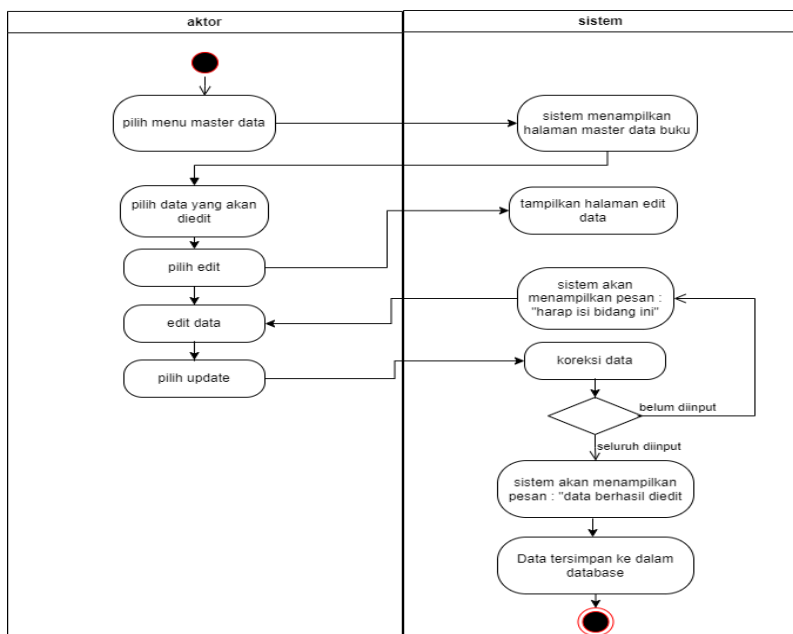 aktor
sistem
pilih menu master data
sistem menampilkan
halaman master data buku
pilih data yang akan
diedit
tampilkan halaman edit
data
pilih edit
sistem akan
menampilkan pesan :
"harap isi bidang ini"
edit data
koreksi data
pilih update
belum diinput
seluruh diinput
sistem akan menampilkan
pesan : "data berhasil diedit
Data tersimpan ke dalam
database